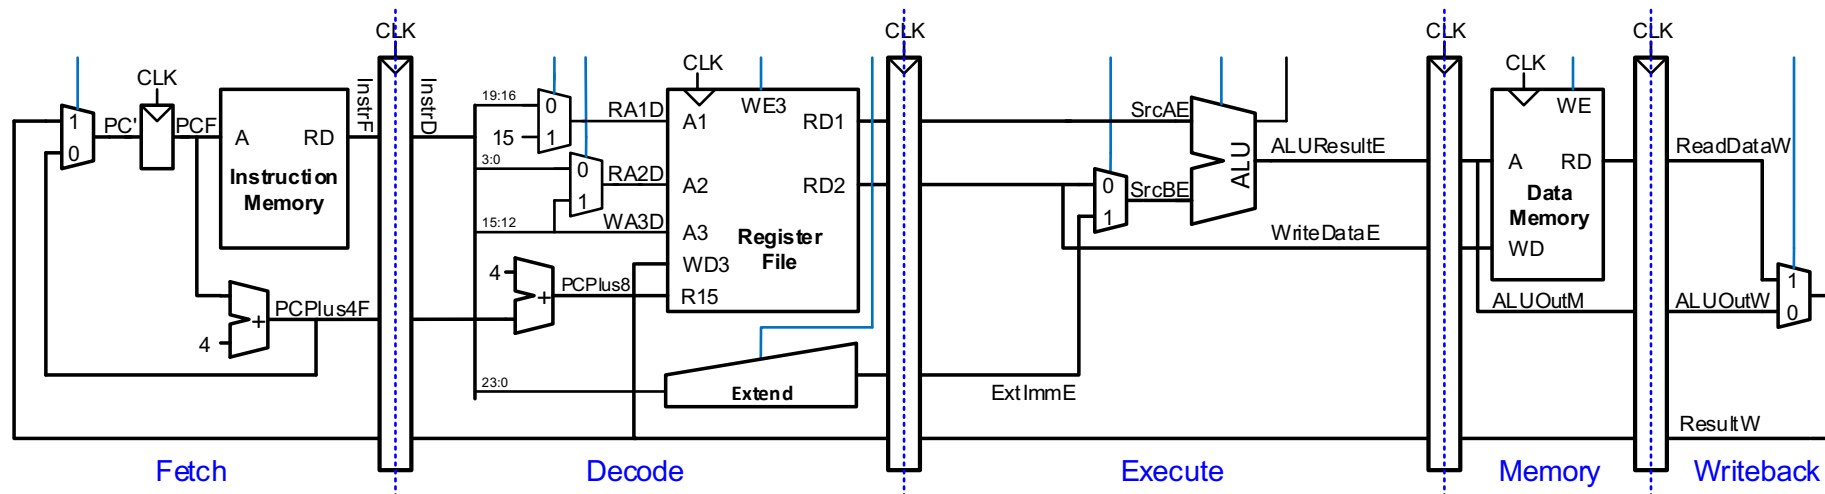 CLK
CLK
CLK
CLK
CLK
CLK
CLK
1
0
PC'
PCF
A
RD
Instruction
Memory
InstrF
InstrD
4
+
PCPlus4F
19:16
15
0
1
RA1D
3:0
0
1
RA2D
15:12
WA3D
4
+
PCPlus8
23:0
WE3
A1
RD1
A2
RD2
A3
Register
File
WD3
R15
Extend
ExtImmE
0
1
SrcAE
SrcBE
ALU
ALUResultE
WriteDataE
WE
A
RD
Data
Memory
WD
ALUOutM
ReadDataW
ALUOutW
1
0
ResultW
Fetch
Decode
Execute
Memory
Writeback